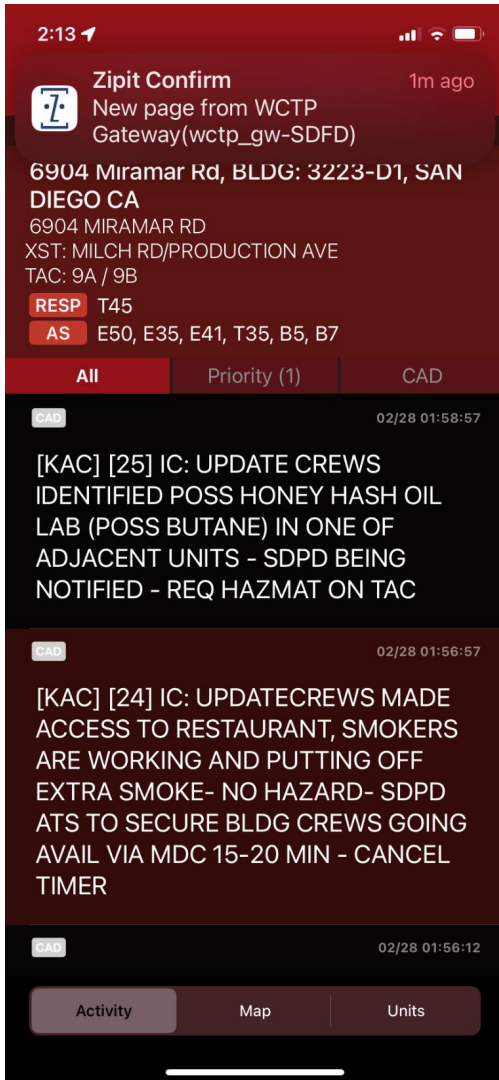 2:13
Zipit Confirm 1m ago
New page from WCTP
Gateway(wctp_gw-SDFD)
6904 Miramar Rd, BLDG: 3223-D1, SAN
DIEGO CA
6904 MIRAMAR RD
XST: MILCH RD/PRODUCTION AVE
TAC: 9A / 9B
RESP T45
AS E50, E35, E41, T35, B5, B7
All Priority (1) CAD
CAD 02/28 01:58:57
[KAC] [25] IC: UPDATE CREWS
IDENTIFIED POSS HONEY HASH OIL
LAB (POSS BUTANE) IN ONE OF
ADJACENT UNITS - SDPD BEING
NOTIFIED - REQ HAZMAT ON TAC
CAD 02/28 01:56:57
[KAC] [24] IC: UPDATECREWS MADE
ACCESS TO RESTAURANT, SMOKERS
ARE WORKING AND PUTTING OFF
EXTRA SMOKE- NO HAZARD- SDPD
ATS TO SECURE BLDG CREWS GOING
AVAIL VIA MDC 15-20 MIN - CANCEL
TIMER
CAD 02/28 01:56:12
Activity Map Units